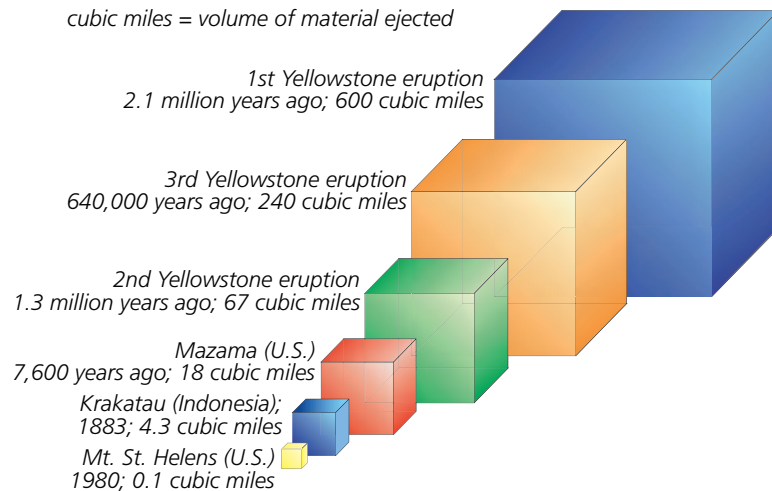 cubic miles = volume of material ejected
1st Yellowstone eruption
2.1 million years ago; 600 cubic miles
3rd Yellowstone eruption
640,000 years ago; 240 cubic miles
2nd Yellowstone eruption
1.3 million years ago; 67 cubic miles
Mazama (U.S.)
7,600 years ago; 18 cubic miles
Krakatau (Indonesia);
1883; 4.3 cubic miles
Mt. St. Helens (U.S.)
1980; 0.1 cubic miles